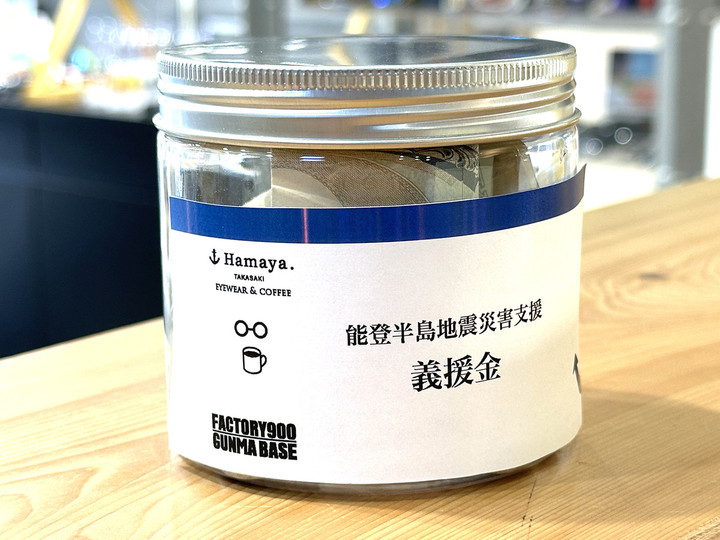 Hamaya.
TAKASAKI
EYEWEAR & COFFEE
能登半島地震災害支援
義援金
FACTORY900
GUNMA BASE